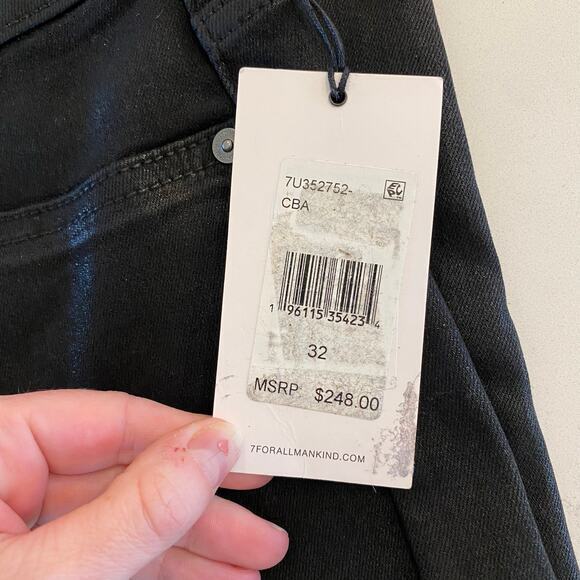 7U352752-
CBA
1 96115 35423 4
32
MSRP $248.00
7FORALLMANKIND.COM